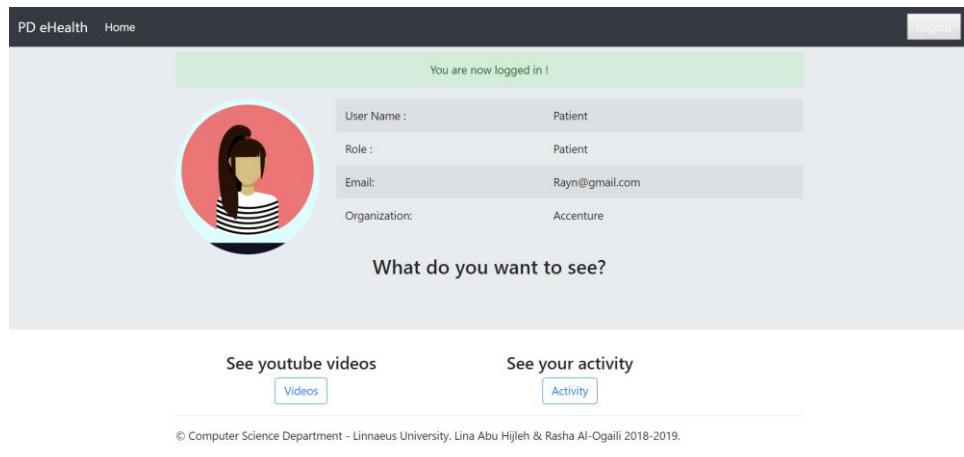 PD eHealth Home Logout
You are now logged in !
User Name : Patient
Role : Patient
Email: Rayn@gmail.com
Organization: Accenture
What do you want to see?
See youtube videos See your activity
Videos Activity
© Computer Science Department - Linnaeus University. Lina Abu Hijleh & Rasha Al-Ogaili 2018-2019.